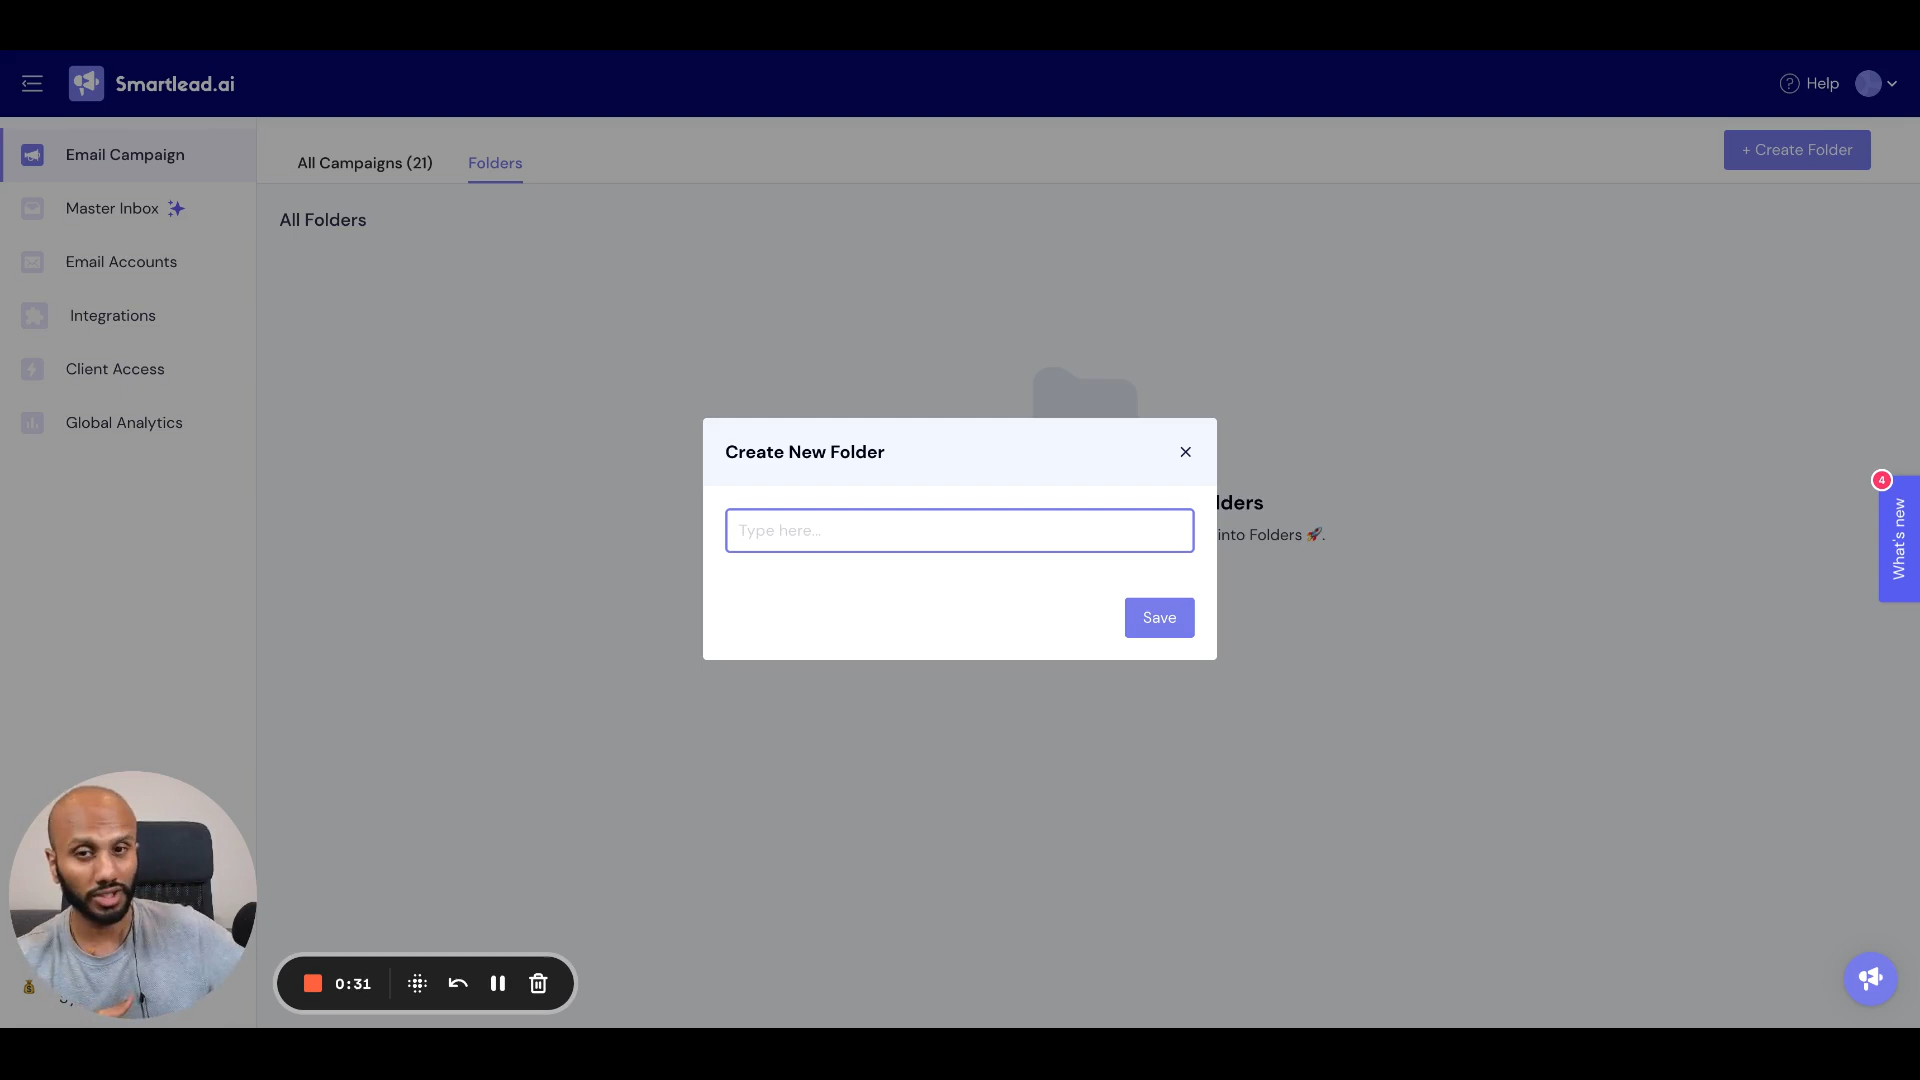 Smartlead.ai
? Help
Email Campaign
Master Inbox
Email Accounts
Integrations
Client Access
Global Analytics
All Campaigns (21)
Folders
+ Create Folder
All Folders
Create New Folder
lders
Type here...
into Folders 🚀.
Save
4
What's new
0:31